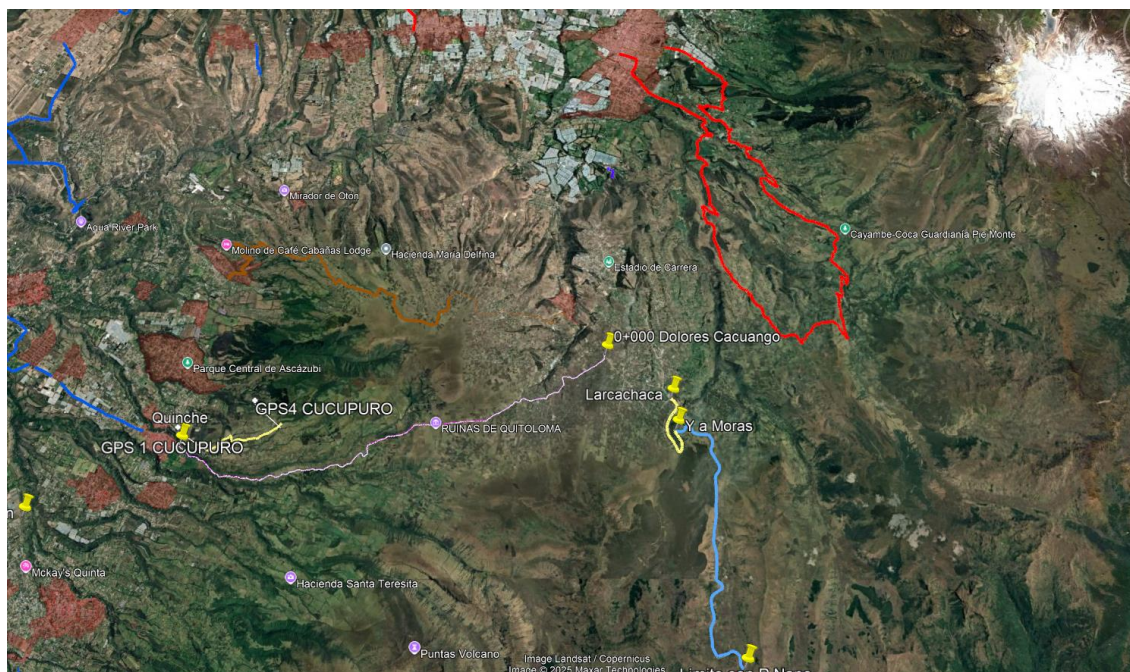 Mirador de Otón
Agua River Park
Cayambe-Coca Guardianía Pie Monte
Molino de Café Cabañas Lodge
Hacienda María Delfina
Estadio de Carrera
0+000 Dolores Cacuango
Parque Central de Ascázubi
Larcachaca
GPS4 CUCUPURO
Quinche
Y a Moras
RUINAS DE QUITOLOMA
GPS 1 CUCUPURO
n
Mckay's Quinta
Hacienda Santa Teresita
Puntas Volcano
Image Landsat / Copernicus
Image © 2025 Maxar Technologies